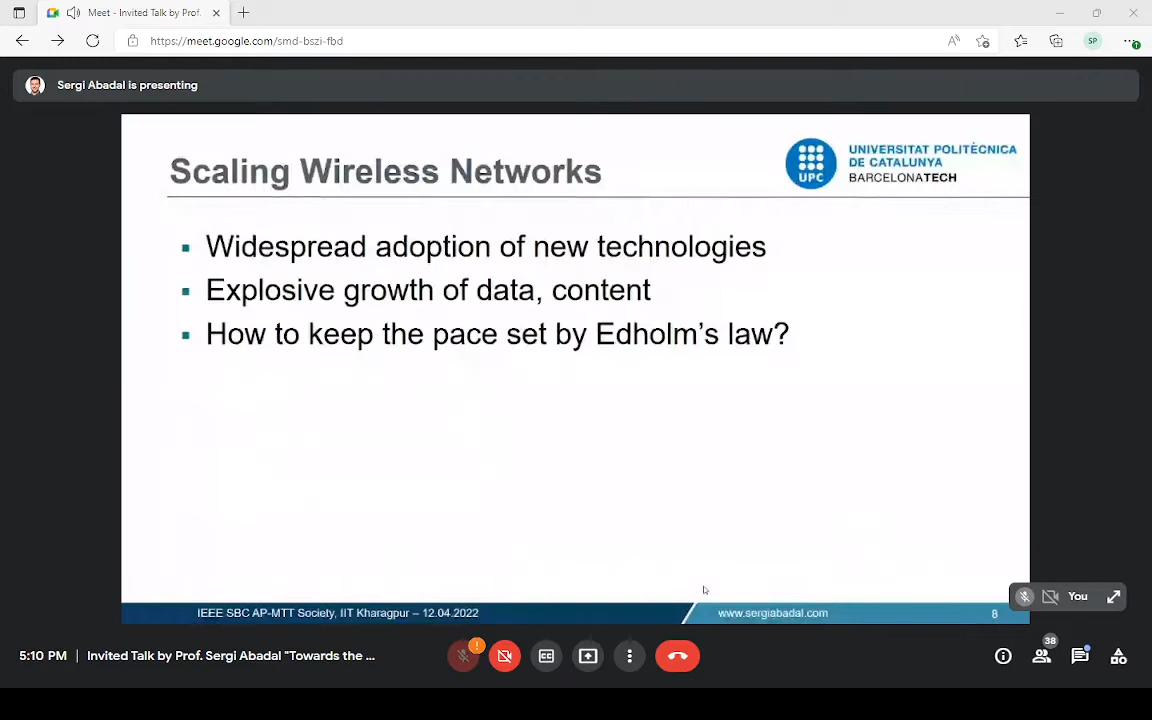 Meet - Invited Talk by Prof.
https://meet.google.com/smd-bszi-fbd
SP
Sergi Abadal is presenting
Scaling Wireless Networks
UPC
UNIVERSITAT POLITÈCNICA
DE CATALUNYA
BARCELONATECH
Widespread adoption of new technologies
Explosive growth of data, content
How to keep the pace set by Edholm's law?
IEEE SBC AP-MTT Society, IIT Kharagpur – 12.04.2022
www.sergiabadal.com
8
You
5:10 PM | Invited Talk by Prof. Sergi Abadal "Towards the ...
38